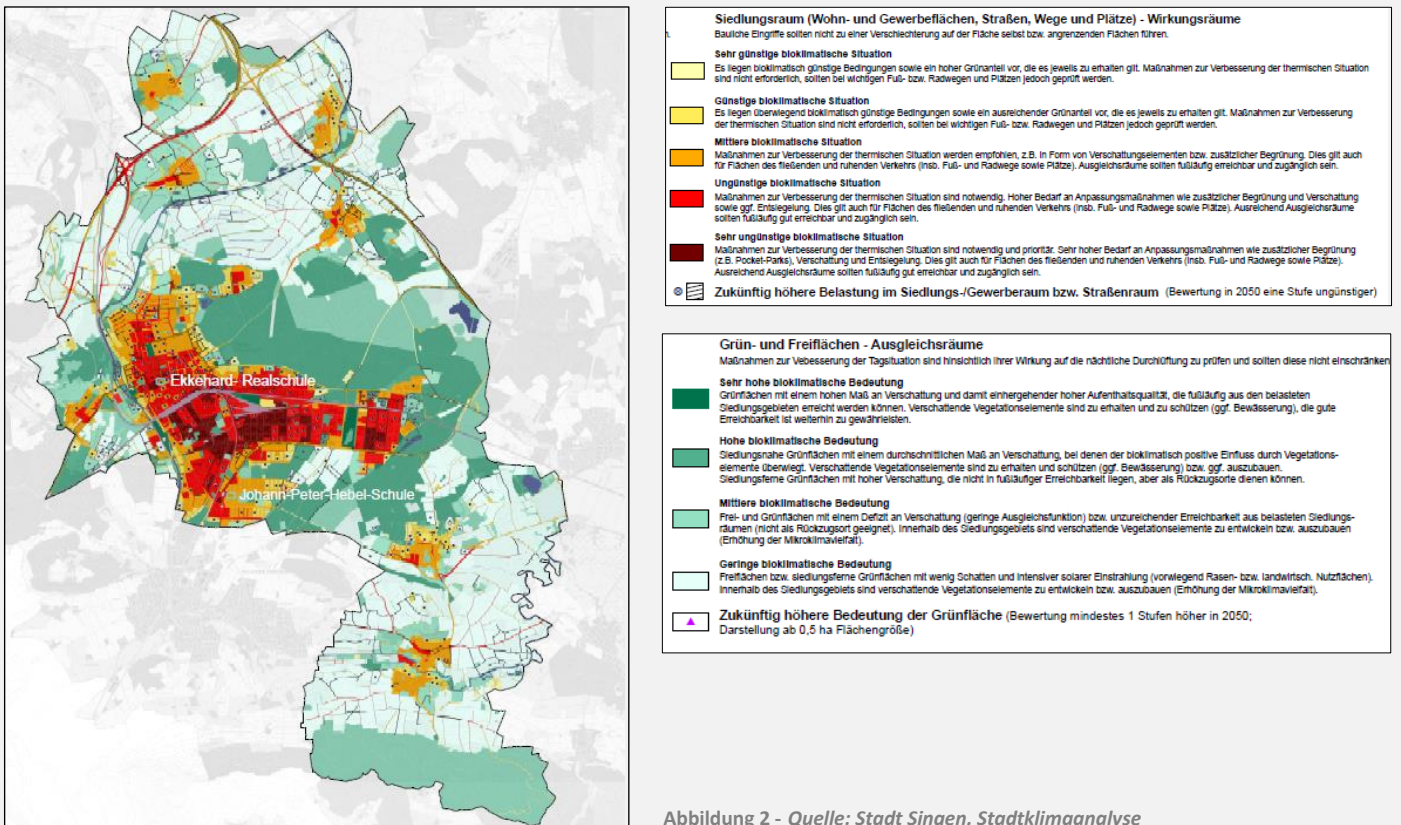 Ekkehard- Realschule
Johann-Peter-Hebel-Schule
Siedlungsraum (Wohn- und Gewerbeflächen, Straßen, Wege und Plätze) - Wirkungsräume
n.
Bauliche Eingriffe sollten nicht zu einer Verschlechterung auf der Fläche selbst bzw. angrenzenden Flächen führen.
Sehr günstige bioklimatische Situation
Es liegen bioklimatisch günstige Bedingungen sowie ein hoher Grünanteil vor, die es jeweils zu erhalten gilt. Maßnahmen zur Verbesserung der thermischen Situation
sind nicht erforderlich, sollten bei wichtigen Fuß- bzw. Radwegen und Plätzen jedoch geprüft werden.
Günstige bioklimatische Situation
Es liegen überwiegend bioklimatisch günstige Bedingungen sowie ein ausreichender Grünanteil vor, die es jeweils zu erhalten gilt. Maßnahmen zur Verbesserung
der thermischen Situation sind nicht erforderlich, sollten bei wichtigen Fuß- bzw. Radwegen und Plätzen jedoch geprüft werden.
Mittlere bioklimatische Situation
Maßnahmen zur Verbesserung der thermischen Situation werden empfohlen, z.B. in Form von Verschattungselementen bzw. zusätzlicher Begrünung. Dies gilt auch
für Flächen des fließenden und ruhenden Verkehrs (insb. Fuß- und Radwege sowie Plätze). Ausgleichsräume sollten fußläufig erreichbar und zugänglich sein.
Ungünstige bioklimatische Situation
Maßnahmen zur Verbesserung der thermischen Situation sind notwendig. Hoher Bedarf an Anpassungsmaßnahmen wie zusätzlicher Begrünung und Verschattung
sowie ggf. Entsiegelung. Dies gilt auch für Flächen des fließenden und ruhenden Verkehrs (insb. Fuß- und Radwege sowie Plätze). Ausreichend Ausgleichsräume
sollten fußläufig gut erreichbar und zugänglich sein.
Sehr ungünstige bioklimatische Situation
Maßnahmen zur Verbesserung der thermischen Situation sind notwendig und prioritär. Sehr hoher Bedarf an Anpassungsmaßnahmen wie zusätzlicher Begrünung
(z.B. Pocket-Parks), Verschattung und Entsiegelung. Dies gilt auch für Flächen des fließenden und ruhenden Verkehrs (insb. Fuß- und Radwege sowie Plätze).
Ausreichend Ausgleichsräume sollten fußläufig gut erreichbar und zugänglich sein.
Zukünftig höhere Belastung im Siedlungs-/Gewerberaum bzw. Straßenraum (Bewertung in 2050 eine Stufe ungünstiger)
Grün- und Freiflächen - Ausgleichsräume
Maßnahmen zur Vebesserung der Tagsituation sind hinsichtlich ihrer Wirkung auf die nächtliche Durchlüftung zu prüfen und sollten diese nicht einschränken
Sehr hohe bioklimatische Bedeutung
Grünflächen mit einem hohen Maß an Verschattung und damit einhergehender hoher Aufenthaltsqualität, die fußläufig aus den belasteten
Siedlungsgebieten erreicht werden können. Verschattende Vegetationselemente sind zu erhalten und zu schützen (ggf. Bewässerung), die gute
Erreichbarkeit ist weiterhin zu gewährleisten.
Hohe bioklimatische Bedeutung
Siedlungsnahe Grünflächen mit einem durchschnittlichen Maß an Verschattung, bei denen der bioklimatisch positive Einfluss durch Vegetations-
elemente überwiegt. Verschattende Vegetationselemente sind zu erhalten und schützen (ggf. Bewässerung) bzw. ggf. auszubauen.
Siedlungsferne Grünflächen mit hoher Verschattung, die nicht in fußläufiger Erreichbarkeit liegen, aber als Rückzugsorte dienen können.
Mittlere bioklimatische Bedeutung
Frei- und Grünflächen mit einem Defizit an Verschattung (geringe Ausgleichsfunktion) bzw. unzureichender Erreichbarkeit aus belasteten Siedlungs-
räumen (nicht als Rückzugsort geeignet). Innerhalb des Siedlungsgebiets sind verschattende Vegetationselemente zu entwickeln bzw. auszubauen
(Erhöhung der Mikroklimavielfalt).
Geringe bioklimatische Bedeutung
Freiflächen bzw. siedlungsferne Grünflächen mit wenig Schatten und intensiver solarer Einstrahlung (vorwiegend Rasen- bzw. landwirtsch. Nutzflächen).
Innerhalb des Siedlungsgebiets sind verschattende Vegetationselemente zu entwickeln bzw. auszubauen (Erhöhung der Mikroklimavielfalt).
Zukünftig höhere Bedeutung der Grünfläche (Bewertung mindestes 1 Stufen höher in 2050;
Darstellung ab 0,5 ha Flächengröße)
Abbildung 2 - Quelle: Stadt Singen, Stadtklimaanalyse